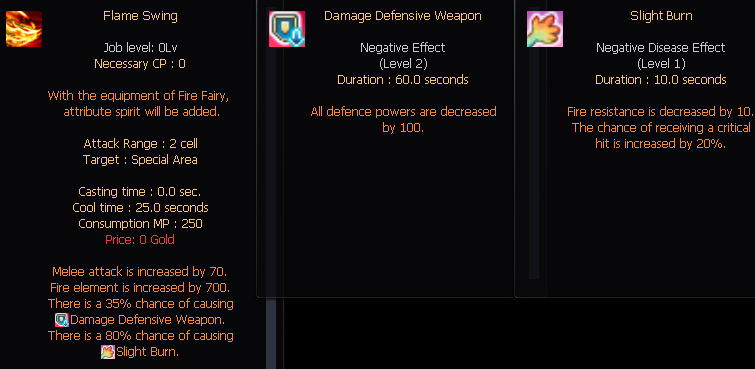 Flame Swing
Job level: 0Lv
Necessary CP : 0
With the equipment of Fire Fairy,
attribute spirit will be added.
Attack Range : 2 cell
Target : Special Area
Casting time : 0.0 sec.
Cool time : 25.0 seconds
Consumption MP : 250
Price: 0 Gold
Melee attack is increased by 70.
Fire element is increased by 700.
There is a 35% chance of causing
Damage Defensive Weapon.
There is a 80% chance of causing
Slight Burn.
Damage Defensive Weapon
Negative Effect
(Level 2)
Duration : 60.0 seconds
All defence powers are decreased
by 100.
Slight Burn
Negative Disease Effect
(Level 1)
Duration : 10.0 seconds
Fire resistance is decreased by 10.
The chance of receiving a critical
hit is increased by 20%.